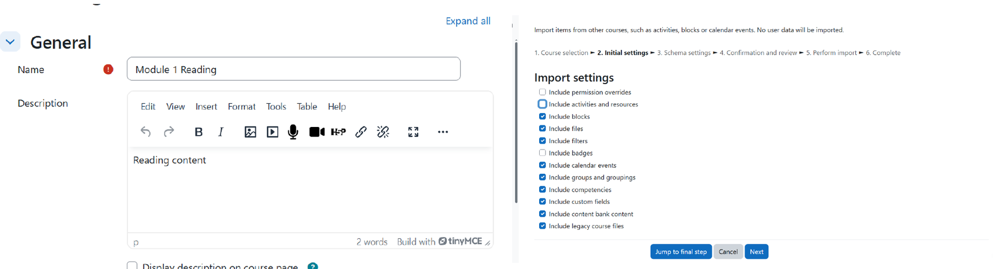 Expand all
General
Name
Module 1 Reading
Description
Edit View Insert Format Tools Table Help
B I H5P
Reading content
p 2 words Build with tinyMCE
Display description on course page
Import items from other courses, such as activities, blocks or calendar events. No user data will be imported.
1. Course selection ► 2. Initial settings ► 3. Schema settings ► 4. Confirmation and review ► 5. Perform import ► 6. Complete
Import settings
Include permission overrides
Include activities and resources
Include blocks
Include files
Include filters
Include badges
Include calendar events
Include groups and groupings
Include competencies
Include custom fields
Include content bank content
Include legacy course files
Jump to final step Cancel Next